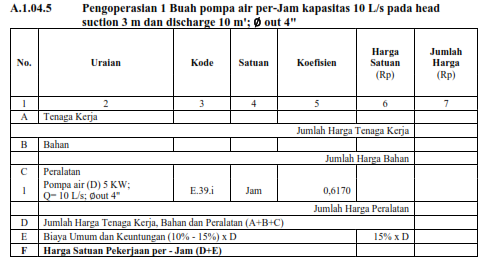 A.1.04.5 Pengoperasian 1 Buah pompa air per-Jam kapasitas 10 L/s pada head
suction 3 m dan discharge 10 m'; Ø out 4"
No. Uraian Kode Satuan Koefisien Harga Satuan (Rp) Jumlah Harga (Rp)
1 2 3 4 5 6 7
A Tenaga Kerja
Jumlah Harga Tenaga Kerja
B Bahan
Jumlah Harga Bahan
C Peralatan
1 Pompa air (D) 5 KW;
Q= 10 L/s; Øout 4" E.39.i Jam 0,6170
Jumlah Harga Peralatan
D Jumlah Harga Tenaga Kerja, Bahan dan Peralatan (A+B+C)
E Biaya Umum dan Keuntungan (10% - 15%) x D 15% x D
F Harga Satuan Pekerjaan per - Jam (D+E)